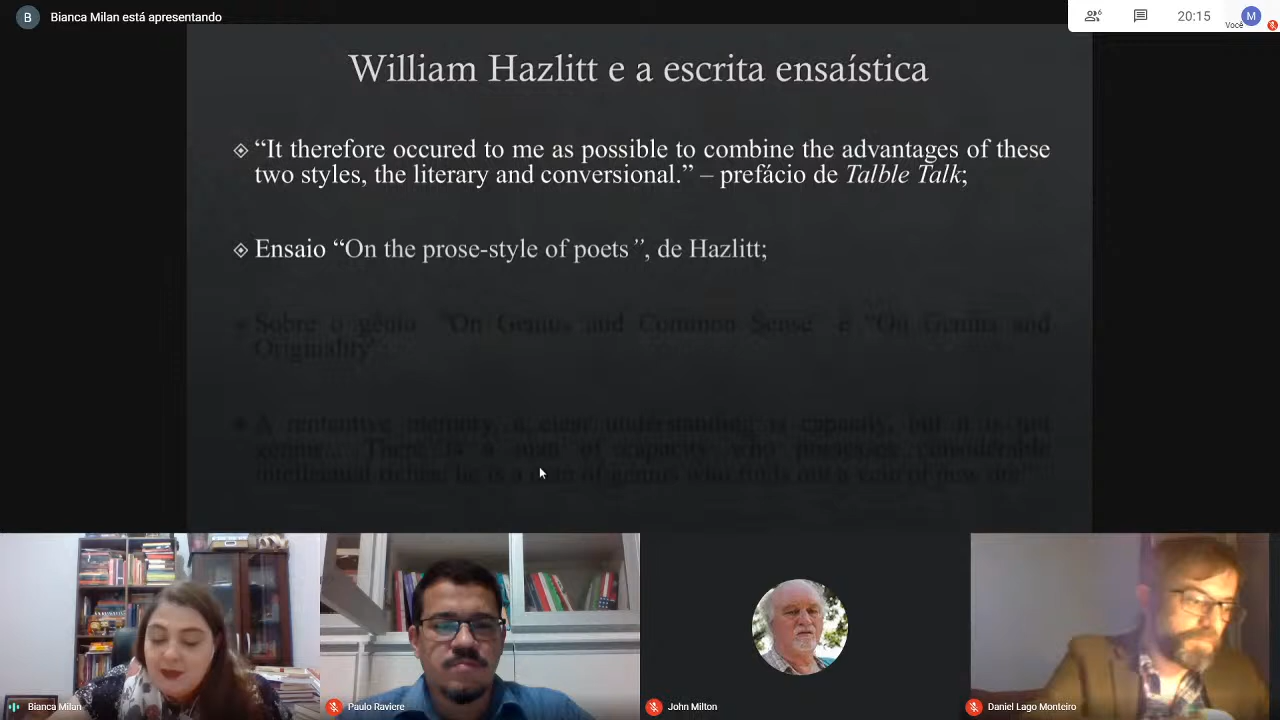 B Bianca Milan está apresentando
6
20:15
Você
M
William Hazlitt e a escrita ensaística
“It therefore occured to me as possible to combine the advantages of these
two styles, the literary and conversional.” – prefácio de Talble Talk;
Ensaio “On the prose-style of poets”, de Hazlitt;
Sobre o gênio “On Genius and Common Sense” e “On Genius and
Originality”
A rentantive memory, a clear understanding is capacity, but it is not
genius... There is a man of capacity who possesses considerable
intellectual riches: he is a man of genius who finds out a vein of new ore”
Bianca Milan
Paulo Raviere
John Milton
Daniel Lago Monteiro